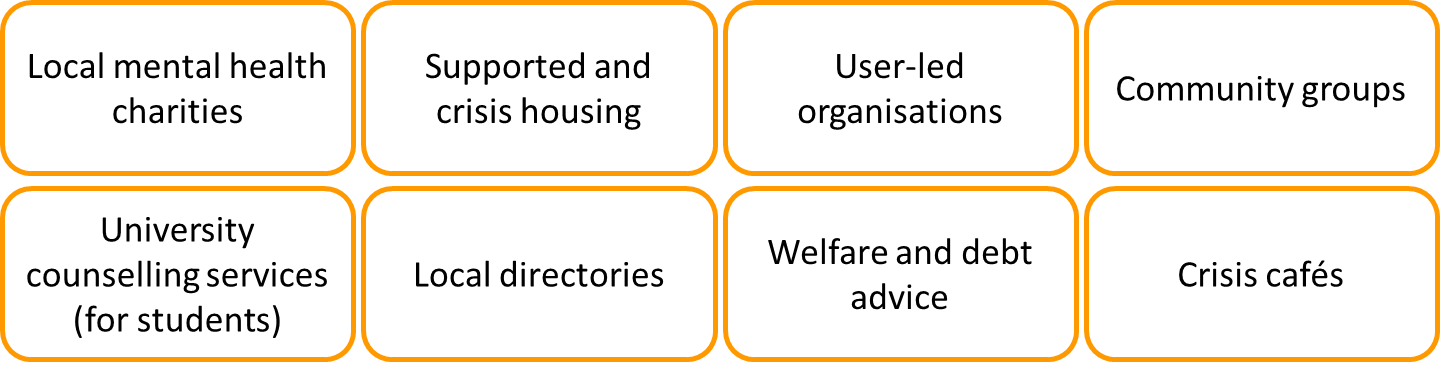 Local mental health
charities
Supported and
crisis housing
User-led
organisations
Community groups
University
counselling services
(for students)
Local directories
Welfare and debt
advice
Crisis cafés